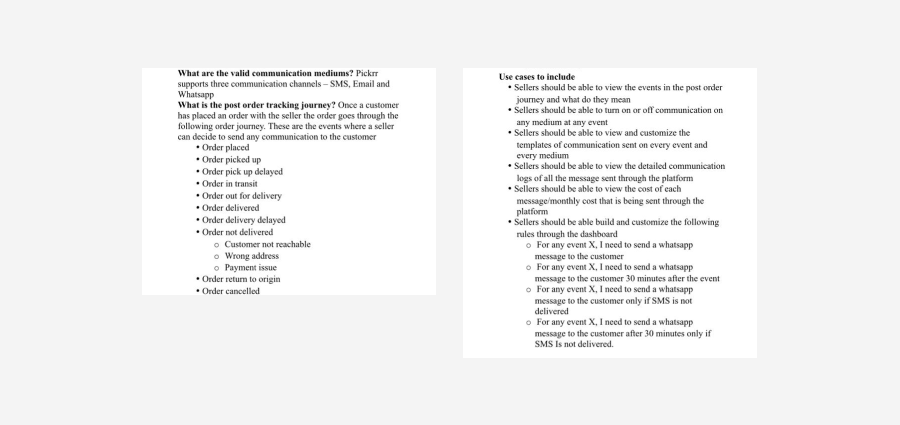 What are the valid communication mediums? Pickrr
supports three communication channels – SMS, Email and
Whatsapp
What is the post order tracking journey? Once a customer
has placed an order with the seller the order goes through the
following order journey. These are the events where a seller
can decide to send any communication to the customer
• Order placed
• Order picked up
• Order pick up delayed
• Order in transit
• Order out for delivery
• Order delivered
• Order delivery delayed
• Order not delivered
o Customer not reachable
o Wrong address
o Payment issue
• Order return to origin
• Order cancelled
Use cases to include
• Sellers should be able to view the events in the post order
journey and what do they mean
• Sellers should be able to turn on or off communication on
any medium at any event
• Sellers should be able to view and customize the
templates of communication sent on every event and
every medium
• Sellers should be able to view the detailed communication
logs of all the message sent through the platform
• Sellers should be able to view the cost of each
message/monthly cost that is being sent through the
platform
• Sellers should be able build and customize the following
rules through the dashboard
o For any event X, I need to send a whatsapp
message to the customer
o For any event X, I need to send a whatsapp
message to the customer 30 minutes after the event
o For any event X, I need to send a whatsapp
message to the customer only if SMS is not
delivered
o For any event X, I need to send a whatsapp
message to the customer after 30 minutes only if
SMS Is not delivered.